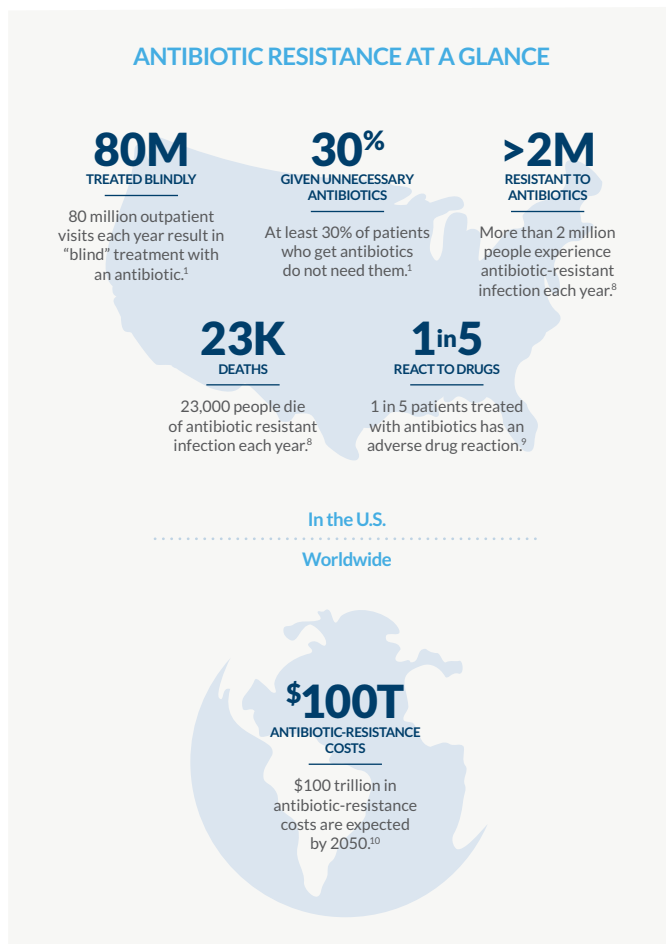 ANTIBIOTIC RESISTANCE AT A GLANCE
80M
TREATED BLINDLY
80 million outpatient
visits each year result in
“blind” treatment with
an antibiotic.¹
30%
GIVEN UNNECESSARY
ANTIBIOTICS
At least 30% of patients
who get antibiotics
do not need them.¹
>2M
RESISTANT TO
ANTIBIOTICS
More than 2 million
people experience
antibiotic-resistant
infection each year.⁸
23K
DEATHS
23,000 people die
of antibiotic resistant
infection each year.⁸
1in5
REACT TO DRUGS
1 in 5 patients treated
with antibiotics has an
adverse drug reaction.⁹
In the U.S.
Worldwide
$100T
ANTIBIOTIC-RESISTANCE
COSTS
$100 trillion in
antibiotic-resistance
costs are expected
by 2050.¹⁰